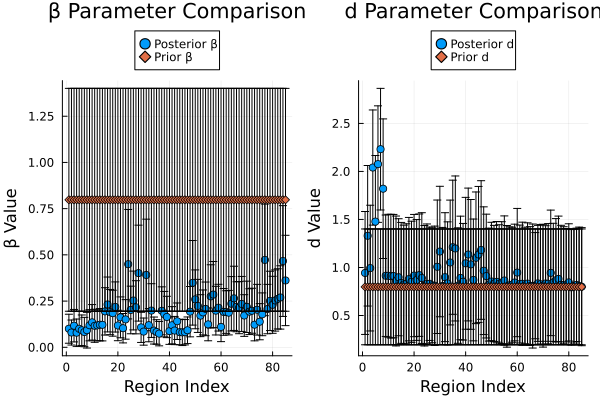 β Parameter Comparison
Posterior β
Prior β
β Value
1.25
1.00
0.75
0.50
0.25
0.00
0
20
40
60
80
Region Index
d Parameter Comparison
Posterior d
Prior d
d Value
2.5
2.0
1.5
1.0
0.5
0
20
40
60
80
Region Index